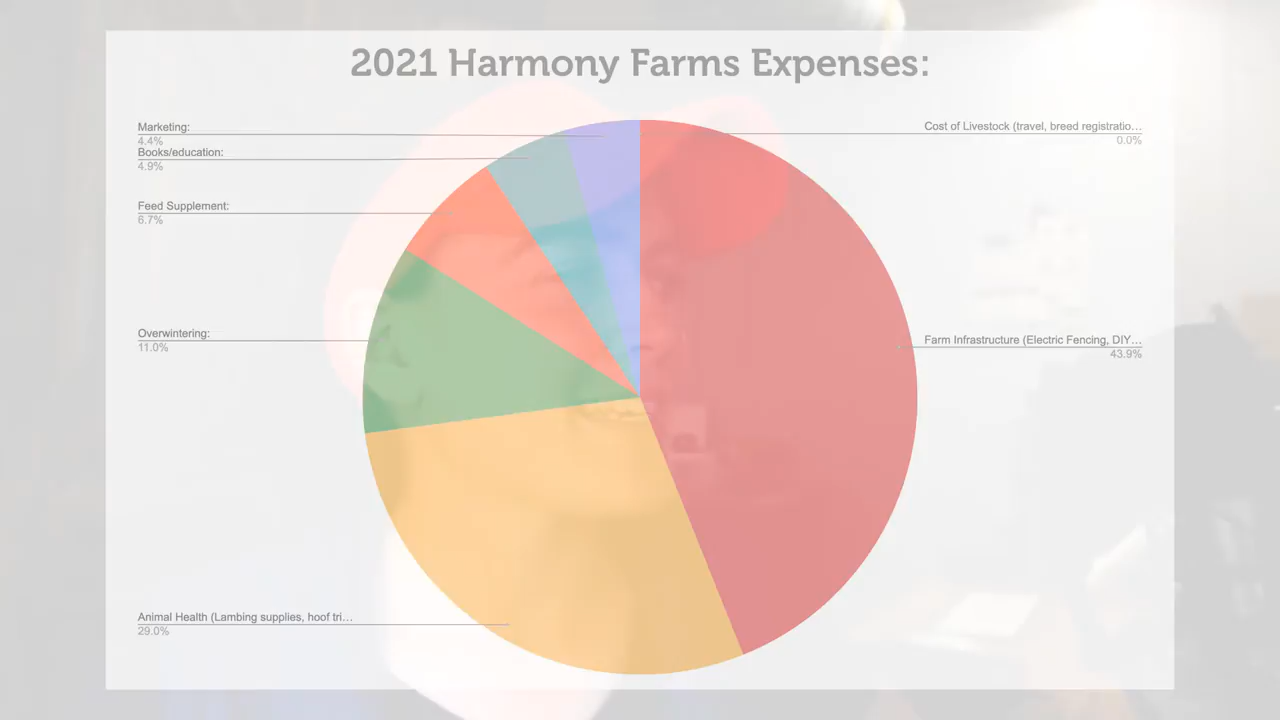 2021 Harmony Farms Expenses:
Marketing:
4.4%
Books/education:
4.9%
Feed Supplement:
6.7%
Overwintering:
11.0%
Animal Health (Lambing supplies, hoof tri…
29.0%
Cost of Livestock (travel, breed registratio…
0.0%
Farm Infrastructure (Electric Fencing, DIY…
43.9%